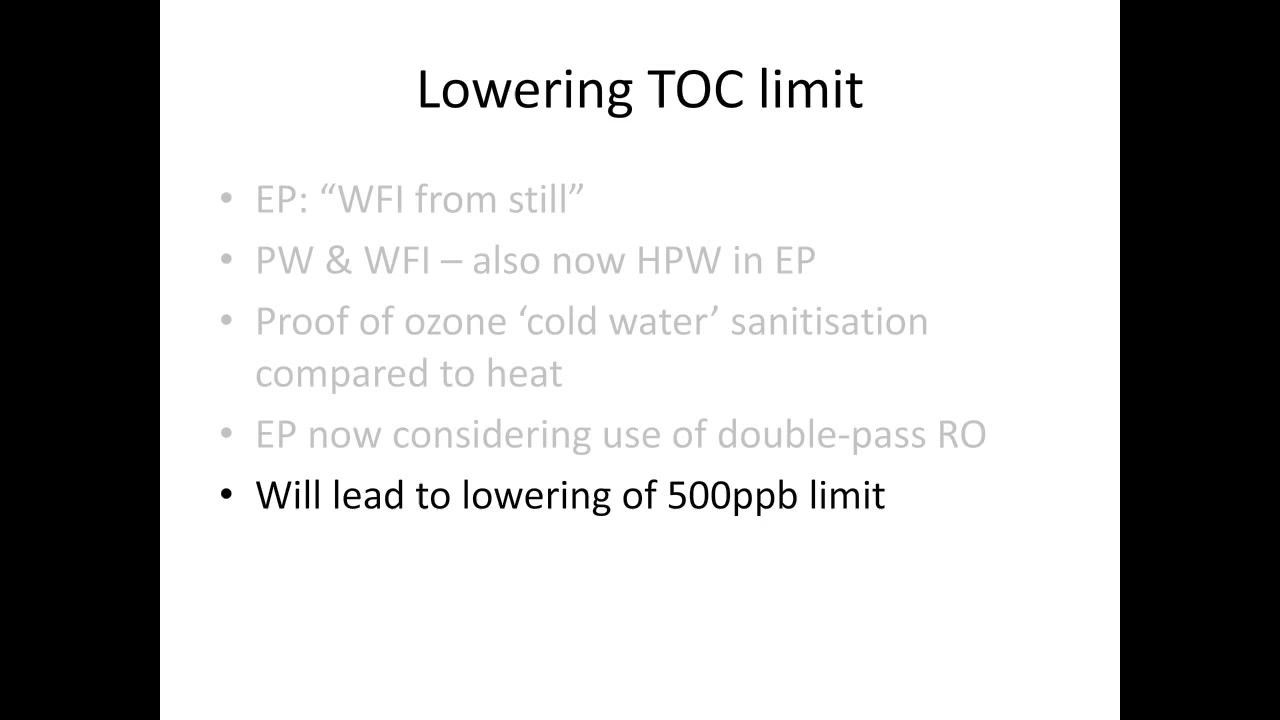 Lowering TOC limit
• EP: “WFI from still”
• PW & WFI – also now HPW in EP
• Proof of ozone ‘cold water’ sanitisation
compared to heat
• EP now considering use of double-pass RO
• Will lead to lowering of 500ppb limit